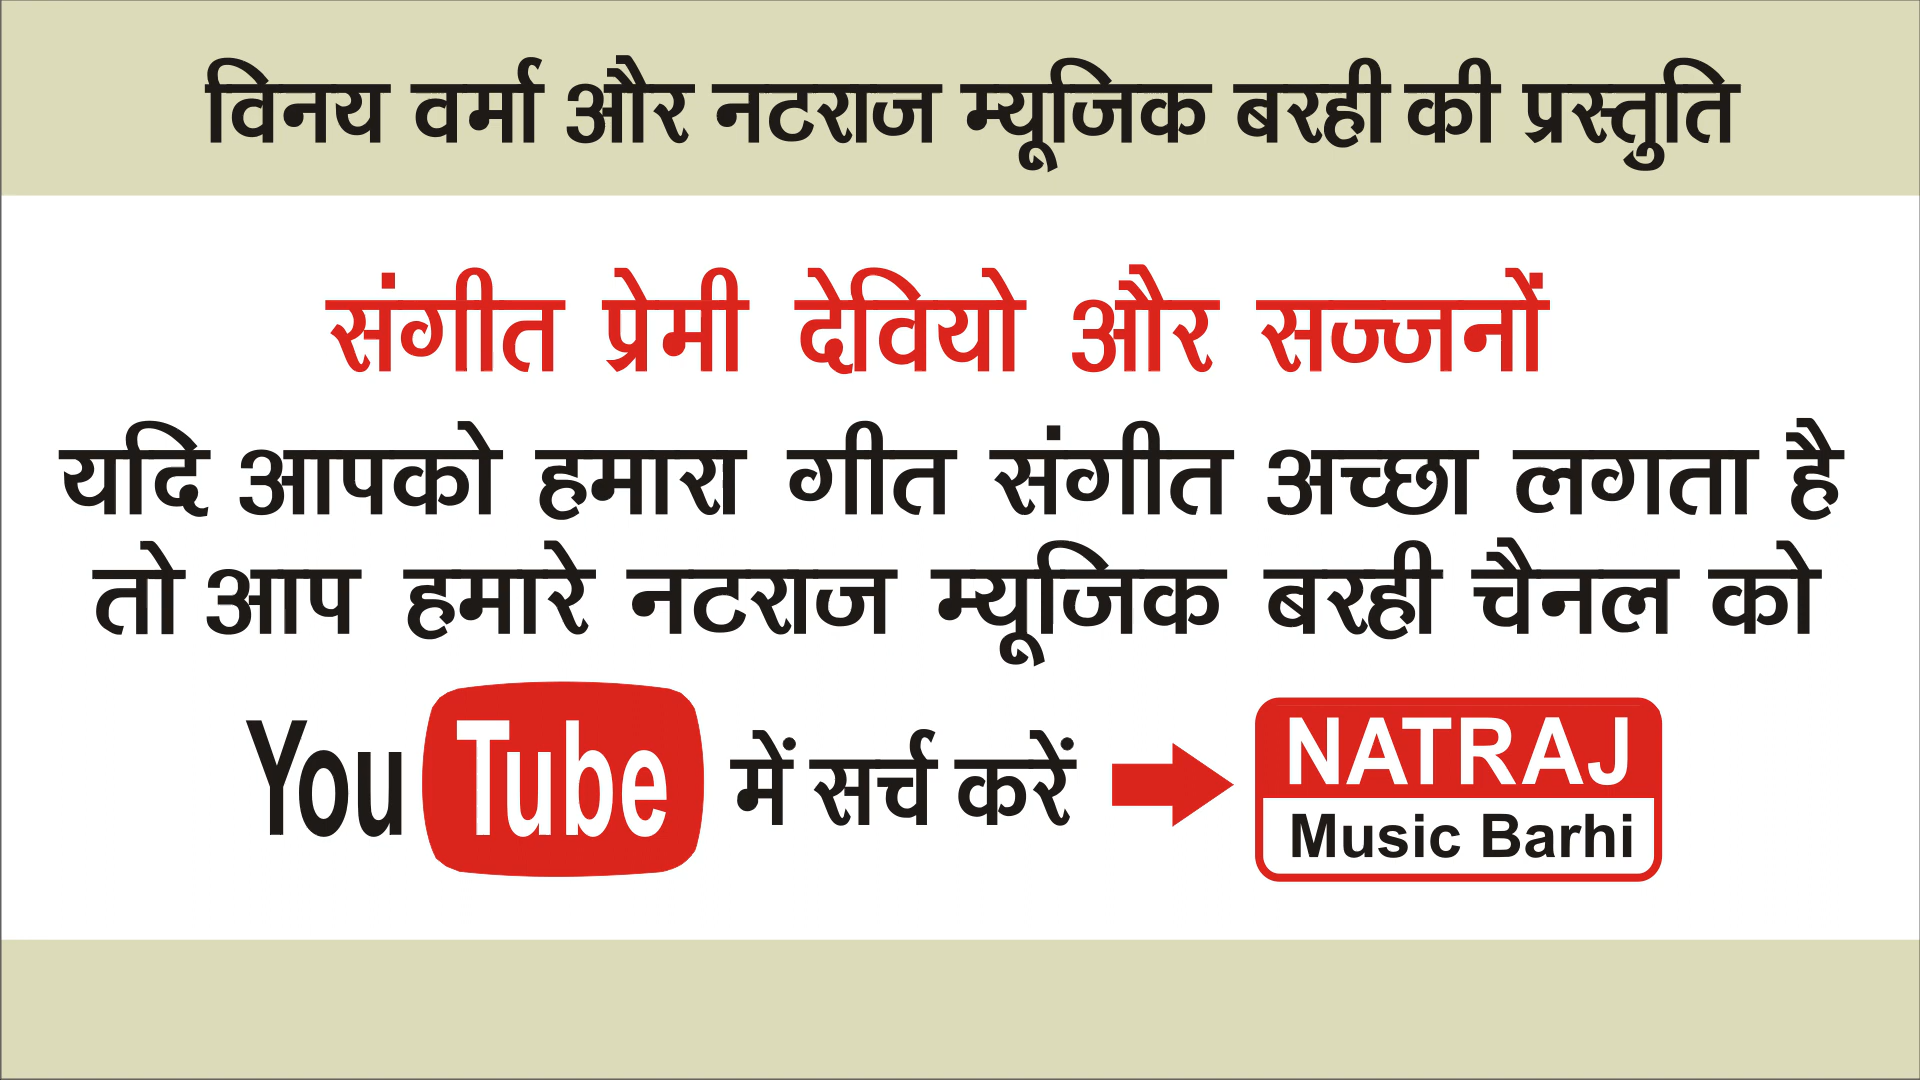 विनय वर्मा और नटराज म्यूजिक बरही की प्रस्तुति
संगीत प्रेमी देवियो और सज्जनों
यदि आपको हमारा गीत संगीत अच्छा लगता है
तो आप हमारे नटराज म्यूजिक बरही चैनल को
YouTube में सर्च करें NATRAJ
Music Barhi